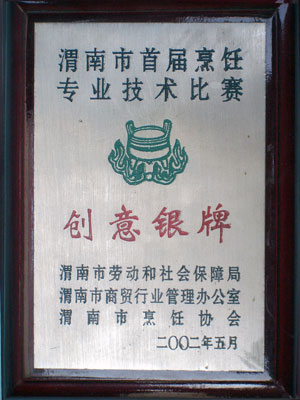 渭南市首届烹饪
专业技术比赛
创意银牌
渭南市劳动和社会保障局
渭南市商贸行业管理办公室
渭南市烹饪协会
二〇〇二年五月